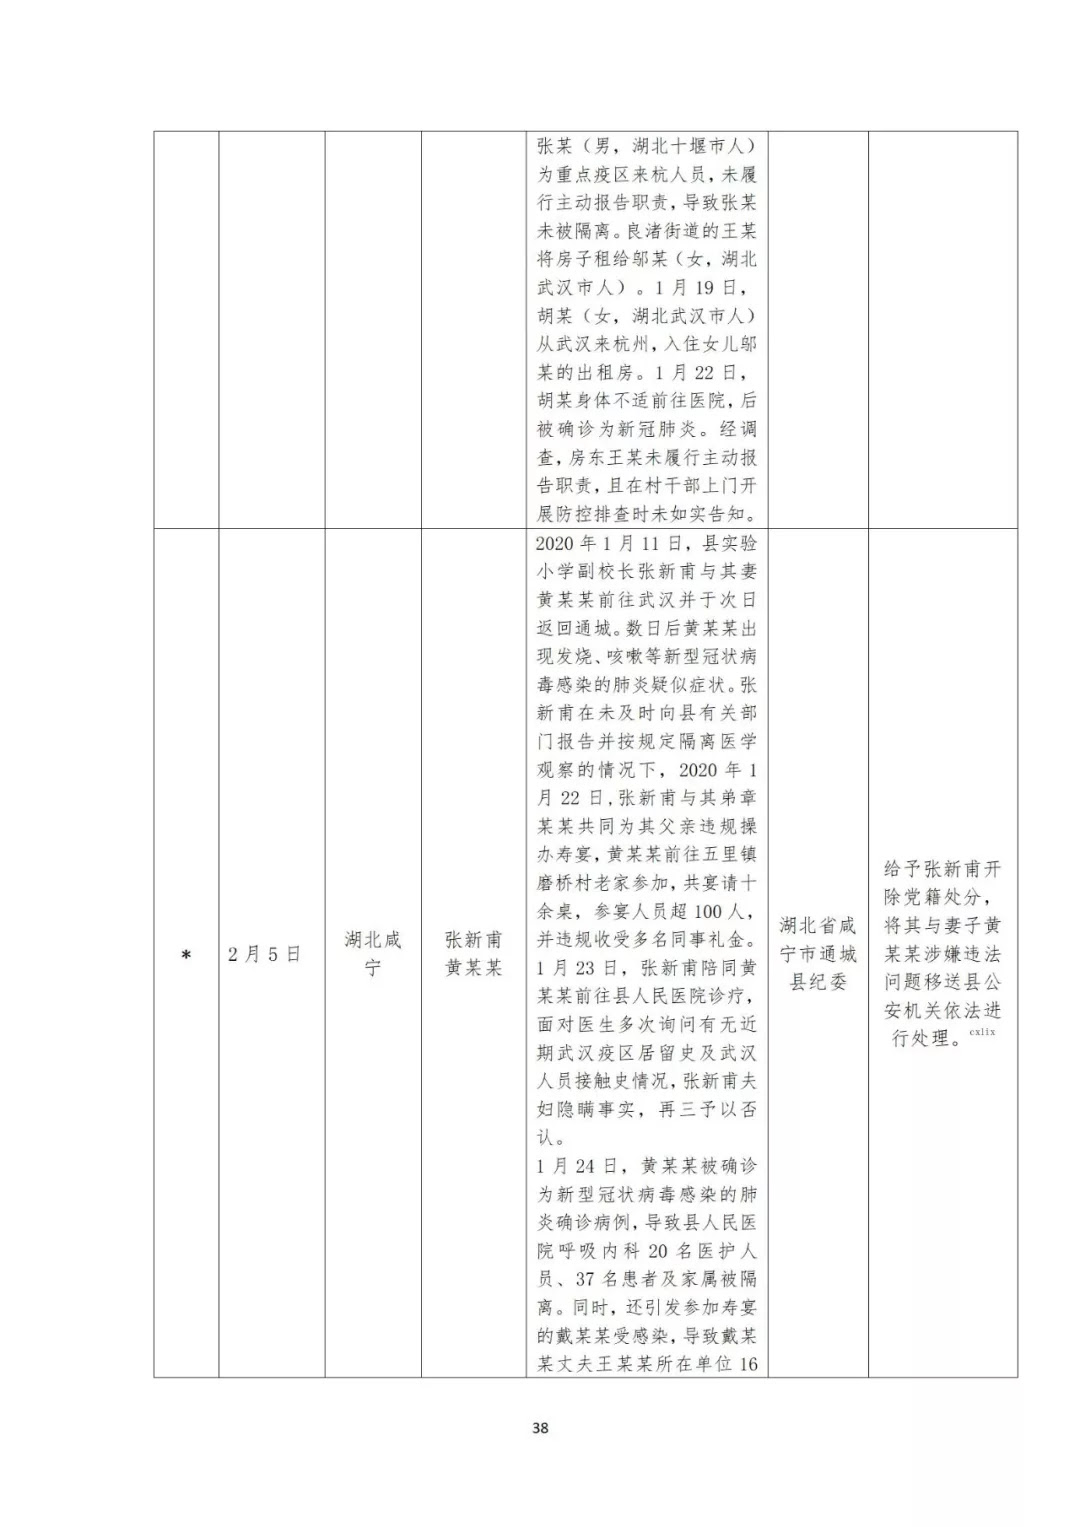 张某（男，湖北十堰市人）
为重点疫区来杭人员，未履
行主动报告职责，导致张某
未被隔离。良渚街道的王某
将房子租给邬某（女，湖北
武汉市人）。1 月 19 日，
胡某（女，湖北武汉市人）
从武汉来杭州，入住女儿邬
某的出租房。1 月 22 日，
胡某身体不适前往医院，后
被确诊为新冠肺炎。经调
查，房东王某未履行主动报
告职责，且在村干部上门开
展防控排查时未如实告知。
*
2 月 5 日
湖北咸
宁
张新甫
黄某某
2020 年 1 月 11 日，县实验
小学副校长张新甫与其妻
黄某某前往武汉并于次日
返回通城。数日后黄某某出
现发烧、咳嗽等新型冠状病
毒感染的肺炎疑似症状。张
新甫在未及时向县有关部
门报告并按规定隔离医学
观察的情况下，2020 年 1
月 22 日，张新甫与其弟章
某某共同为其父亲违规操
办寿宴，黄某某前往五里镇
磨桥村老家参加，共宴请十
余桌，参宴人员超 100 人，
并违规收受多名同事礼金。
1 月 23 日，张新甫陪同黄
某某前往县人民医院诊疗，
面对医生多次询问有无近
期武汉疫区居留史及武汉
人员接触史情况，张新甫夫
妇隐瞒事实，再三予以否
认。
1 月 24 日，黄某某被确诊
为新型冠状病毒感染的肺
炎确诊病例，导致县人民医
院呼吸内科 20 名医护人
员、37 名患者及家属被隔
离。同时，还引发参加寿宴
的戴某某受感染，导致戴某
某丈夫王某某所在单位 16
湖北省咸
宁市通城
县纪委
给予张新甫开
除党籍处分，
将其与妻子黄
某某涉嫌违法
问题移送县公
安机关依法进
行处理。cxlix
38